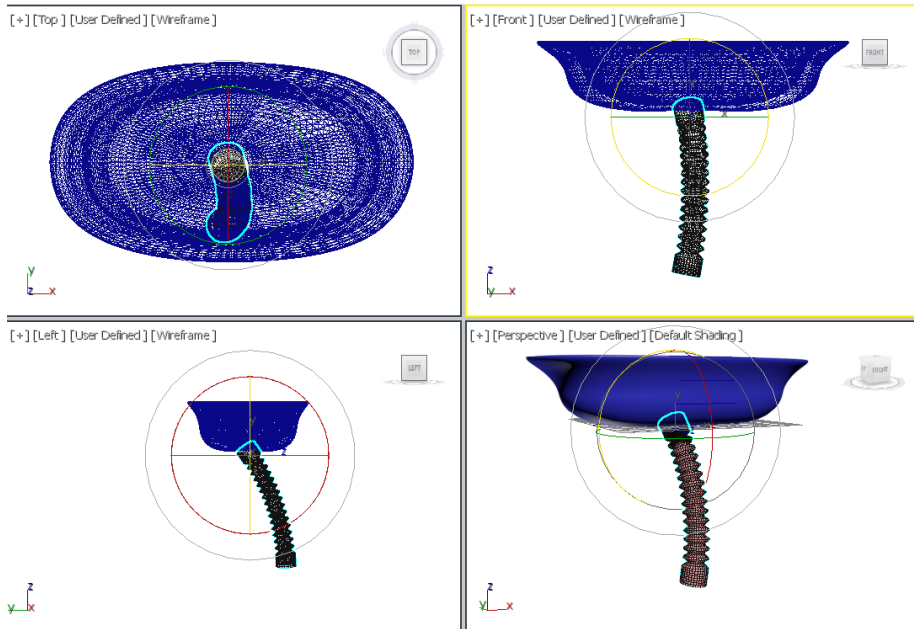 [+] [Top] [User Defined] [Wireframe]
TOP
y
z x
[+] [Front] [User Defined] [Wireframe]
FRONT
y
x
z
y x
[+] [Left] [User Defined] [Wireframe]
LEFT
y
z
z
y x
[+] [Perspective] [User Defined] [Default Shading]
FRONT
y
z
z
y x